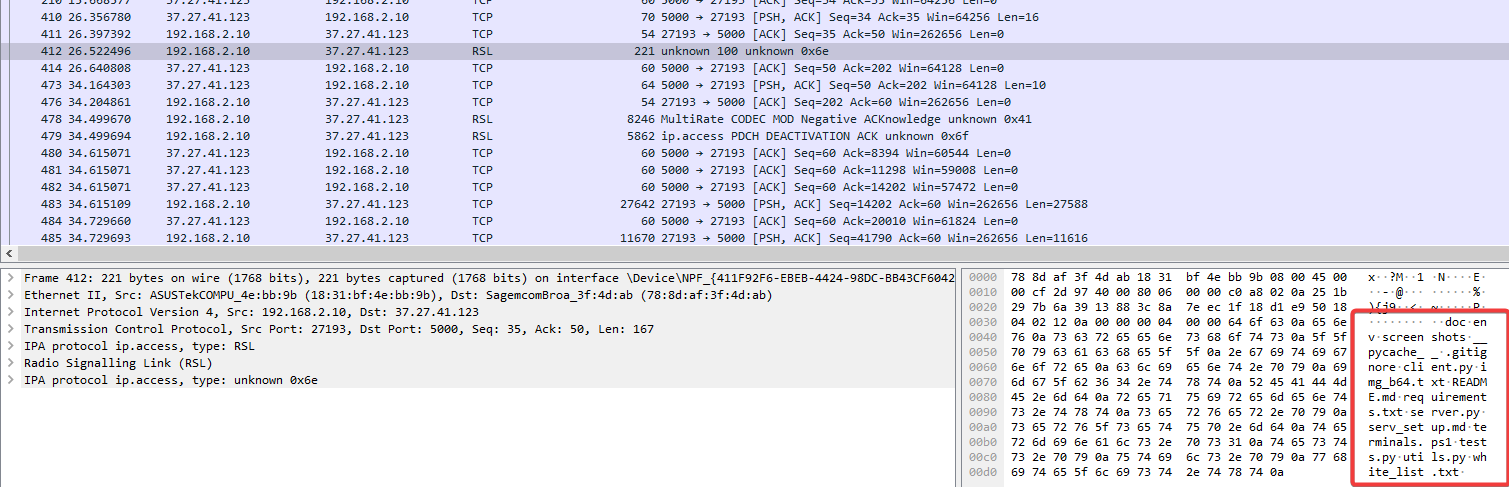 210 15.668577 37.27.41.123 192.168.2.10 TCP 60 5000 → 27193 [ACK] Seq=34 Ack=35 Win=64256 Len=0
410 26.356780 37.27.41.123 192.168.2.10 TCP 70 5000 → 27193 [PSH, ACK] Seq=34 Ack=35 Win=64256 Len=16
411 26.397392 192.168.2.10 37.27.41.123 TCP 54 27193 → 5000 [ACK] Seq=35 Ack=50 Win=262656 Len=0
412 26.522496 192.168.2.10 37.27.41.123 RSL 221 unknown 100 unknown 0x6e
414 26.640808 37.27.41.123 192.168.2.10 TCP 60 5000 → 27193 [ACK] Seq=50 Ack=202 Win=64128 Len=0
473 34.164303 37.27.41.123 192.168.2.10 TCP 64 5000 → 27193 [PSH, ACK] Seq=50 Ack=202 Win=64128 Len=10
476 34.204861 192.168.2.10 37.27.41.123 TCP 54 27193 → 5000 [ACK] Seq=202 Ack=60 Win=262656 Len=0
478 34.499670 192.168.2.10 37.27.41.123 RSL 8246 MultiRate CODEC MOD Negative ACKnowledge unknown 0x41
479 34.499694 192.168.2.10 37.27.41.123 RSL 5862 ip.access PDCH DEACTIVATION ACK unknown 0x6f
480 34.615071 37.27.41.123 192.168.2.10 TCP 60 5000 → 27193 [ACK] Seq=60 Ack=8394 Win=60544 Len=0
481 34.615071 37.27.41.123 192.168.2.10 TCP 60 5000 → 27193 [ACK] Seq=60 Ack=11298 Win=59008 Len=0
482 34.615071 37.27.41.123 192.168.2.10 TCP 60 5000 → 27193 [ACK] Seq=60 Ack=14202 Win=57472 Len=0
483 34.615109 192.168.2.10 37.27.41.123 TCP 27642 27193 → 5000 [PSH, ACK] Seq=14202 Ack=60 Win=262656 Len=27588
484 34.729660 37.27.41.123 192.168.2.10 TCP 60 5000 → 27193 [ACK] Seq=60 Ack=20010 Win=61824 Len=0
485 34.729693 192.168.2.10 37.27.41.123 TCP 11670 27193 → 5000 [PSH, ACK] Seq=41790 Ack=60 Win=262656 Len=11616
Frame 412: 221 bytes on wire (1768 bits), 221 bytes captured (1768 bits) on interface \Device\NPF_{411F92F6-EBEB-4424-98DC-BB43CF6042
Ethernet II, Src: ASUSTekCOMPU_4e:bb:9b (18:31:bf:4e:bb:9b), Dst: SagemcomBroa_3f:4d:ab (78:8d:af:3f:4d:ab)
Internet Protocol Version 4, Src: 192.168.2.10, Dst: 37.27.41.123
Transmission Control Protocol, Src Port: 27193, Dst Port: 5000, Seq: 35, Ack: 50, Len: 167
IPA protocol ip.access, type: RSL
Radio Signalling Link (RSL)
IPA protocol ip.access, type: unknown 0x6e
0000 78 8d af 3f 4d ab 18 31 bf 4e bb 9b 08 00 45 00 x··?M··1·N····E·
0010 00 cf 2d 97 40 00 80 06 00 00 c0 a8 02 0a 25 1b ··-·@·········%·
0020 29 7b 6a 39 13 88 3c 8a 7e ec 1f 18 d1 e9 50 18 ){j9··<·~·····P·
0030 04 02 12 0a 00 00 00 04 00 00 64 6f 63 0a 65 6e ··········doc·en
0040 76 0a 73 63 72 65 65 6e 73 68 6f 74 73 0a 5f 5f v·screenshots·__
0050 70 79 63 61 63 68 65 5f 5f 0a 2e 67 69 74 69 67 pycache__·.gitig
0060 6e 6f 72 65 0a 63 6c 69 65 6e 74 2e 70 79 0a 69 nore·client.py·i
0070 6d 67 5f 62 36 34 2e 74 78 74 0a 52 45 41 44 4d mg_b64.txt·READM
0080 45 2e 6d 64 0a 72 65 71 75 69 72 65 6d 65 6e 74 E.md·requirement
0090 73 2e 74 78 74 0a 73 65 72 76 65 72 2e 70 79 0a s.txt·server.py·
00a0 73 65 72 76 5f 73 65 74 75 70 2e 6d 64 0a 74 65 serv_setup.md·te
00b0 72 6d 69 6e 61 6c 73 2e 70 73 31 0a 74 65 73 74 rminals.ps1·test
00c0 73 2e 70 79 0a 75 74 69 6c 73 2e 70 79 0a 77 68 s.py·utils.py·wh
00d0 69 74 65 5f 6c 69 73 74 2e 74 78 74 0a ite_list.txt·